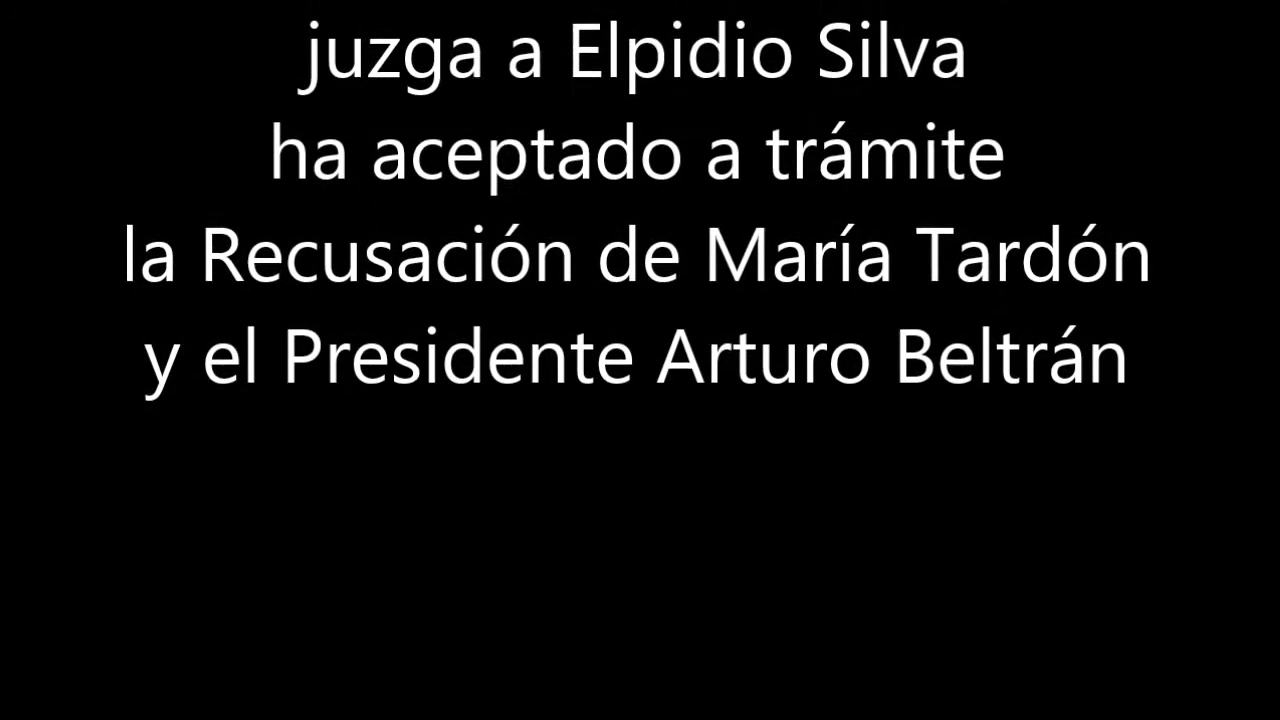 juzga a Elpidio Silva
ha aceptado a trámite
la Recusación de María Tardón
y el Presidente Arturo Beltrán